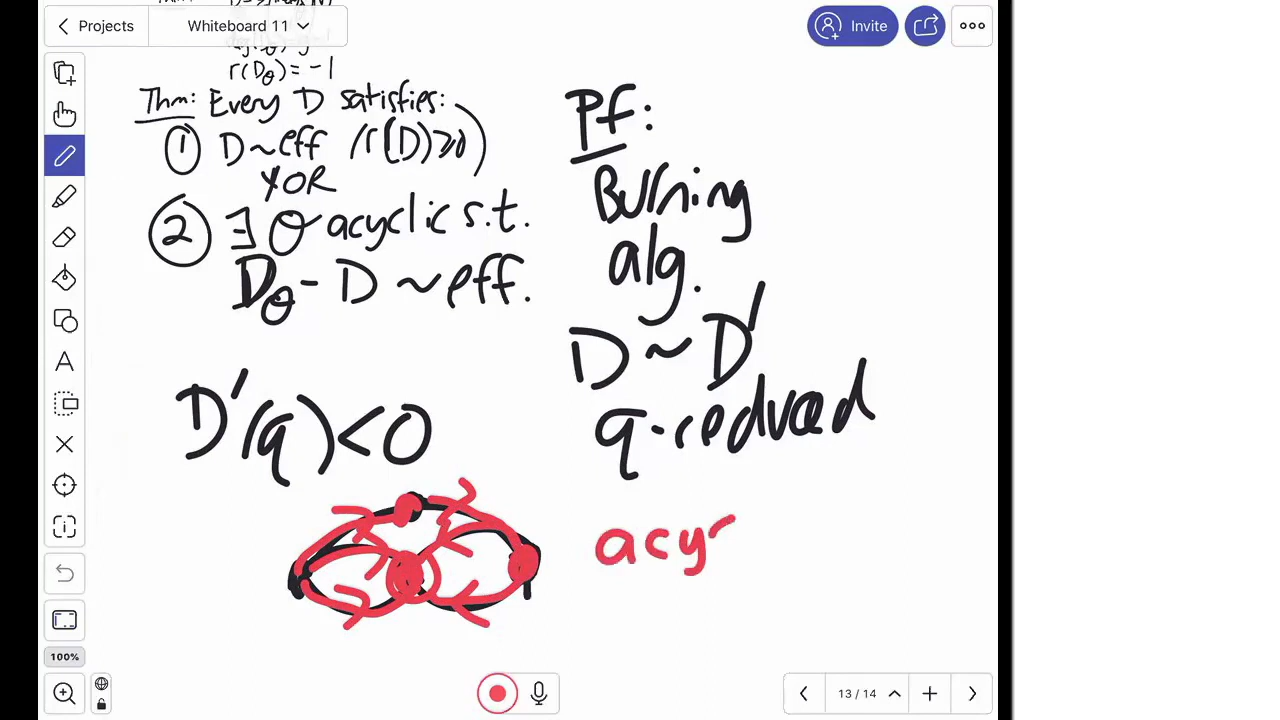 Projects
Whiteboard 11
Invite
r(D_θ) = -1
Thm: Every D satisfies:
① D~eff (r(D)≥0)
XOR
② ∃ θ acyclic s.t.
D_θ - D ~ eff.
D'(q)<0
Pf:
Burning
alg.
D ~ D'
q-reduced
acyr
A
100%
13 / 14